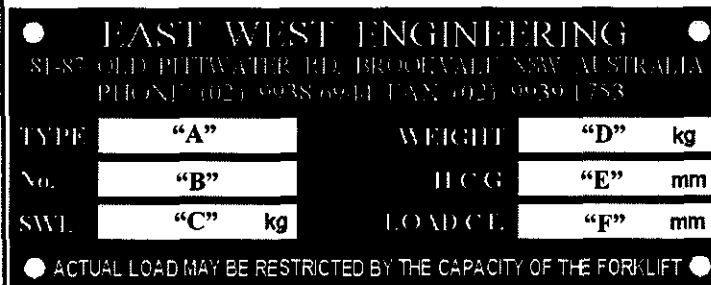 EAST WEST ENGINEERING
81-87 OLD PITTWATER RD. BROOKVALE NSW AUSTRALIA
PHONE (02) 9938 6944 FAX (02) 9939 1753
TYPE "A" WEIGHT "D" kg
No. "B" H C G "E" mm
SWL "C" kg LOAD CT. "F" mm
ACTUAL LOAD MAY BE RESTRICTED BY THE CAPACITY OF THE FORKLIFT